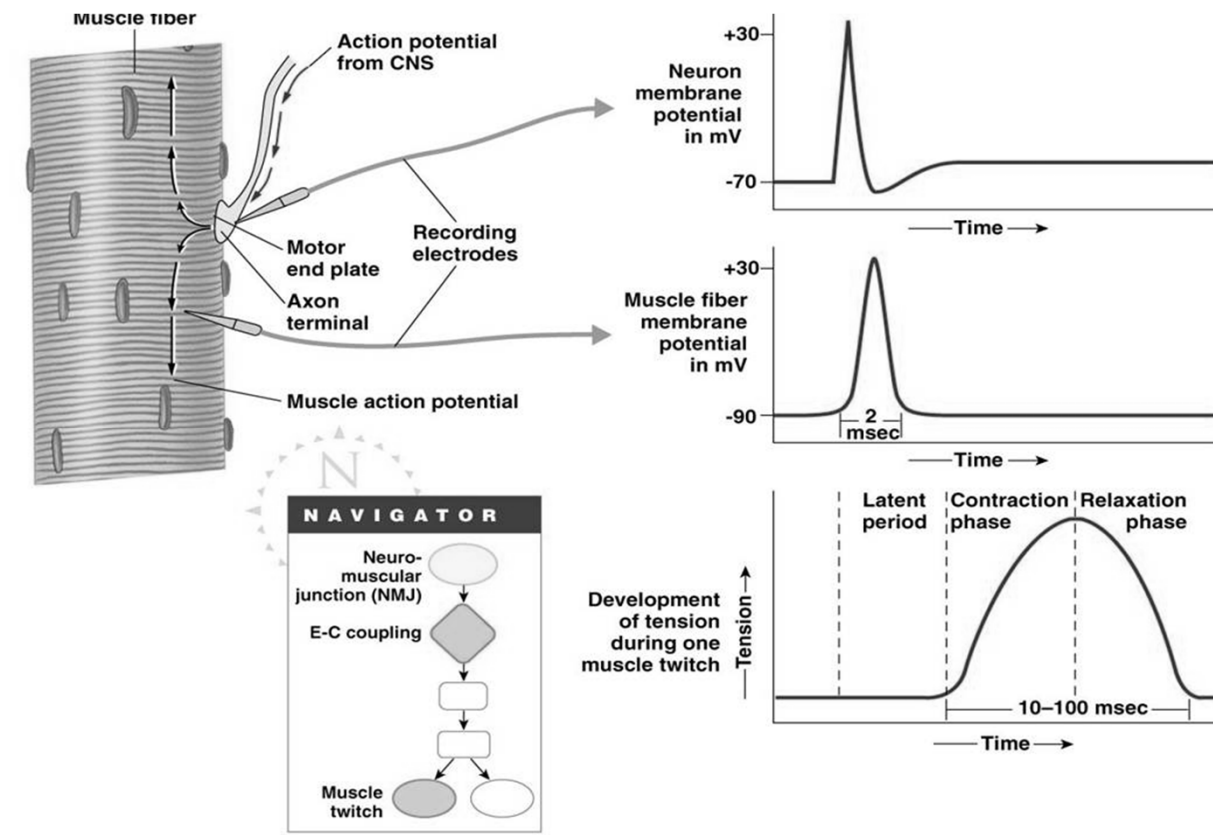 Muscle fiber
Action potential
from CNS
Motor
end plate
Axon
terminal
Recording
electrodes
Muscle action potential
+30
Neuron
membrane
potential
in mV
-70
Time
+30
Muscle fiber
membrane
potential
in mV
-90
2
msec
Time
Latent
period
Contraction
phase
Relaxation
phase
Development
of tension
during one
muscle twitch
Tension
10–100 msec
Time
N
NAVIGATOR
Neuro-
muscular
junction (NMJ)
E-C coupling
Muscle
twitch